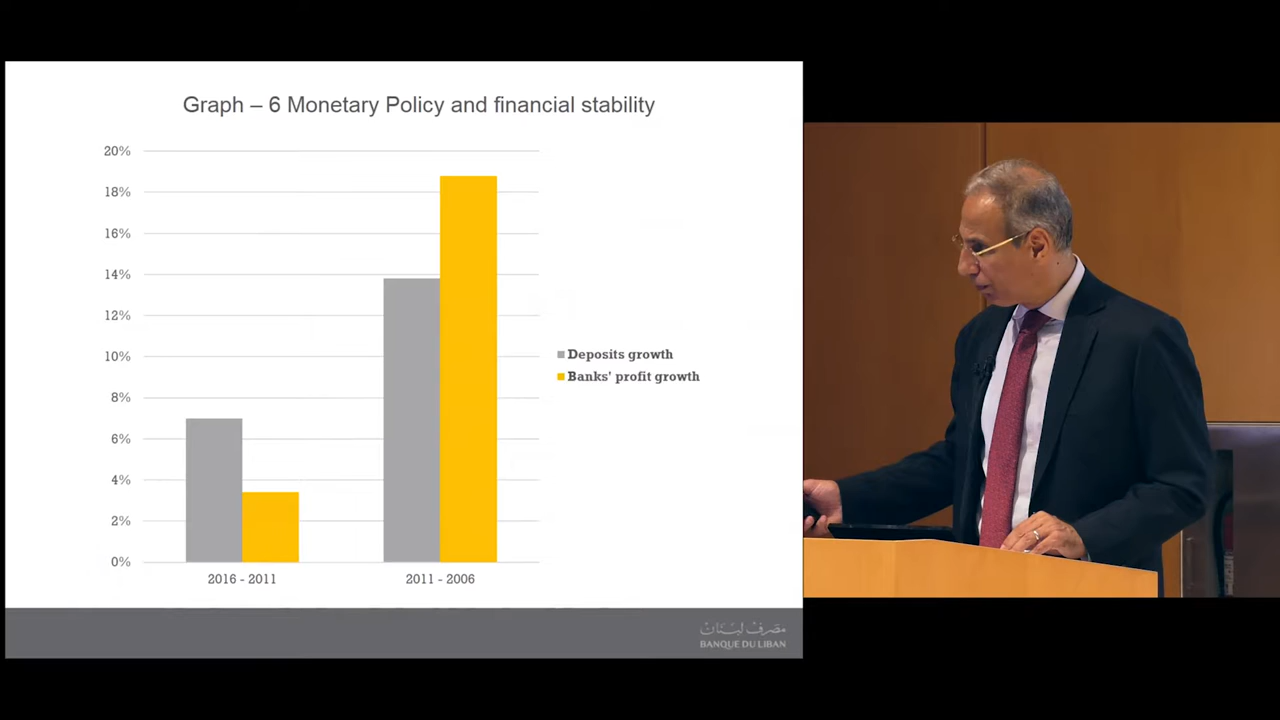 Graph – 6 Monetary Policy and financial stability
20%
18%
16%
14%
12%
10%
8%
6%
4%
2%
0%
2016 - 2011
2011 - 2006
Deposits growth
Banks' profit growth
مصرف لبنان
BANQUE DU LIBAN